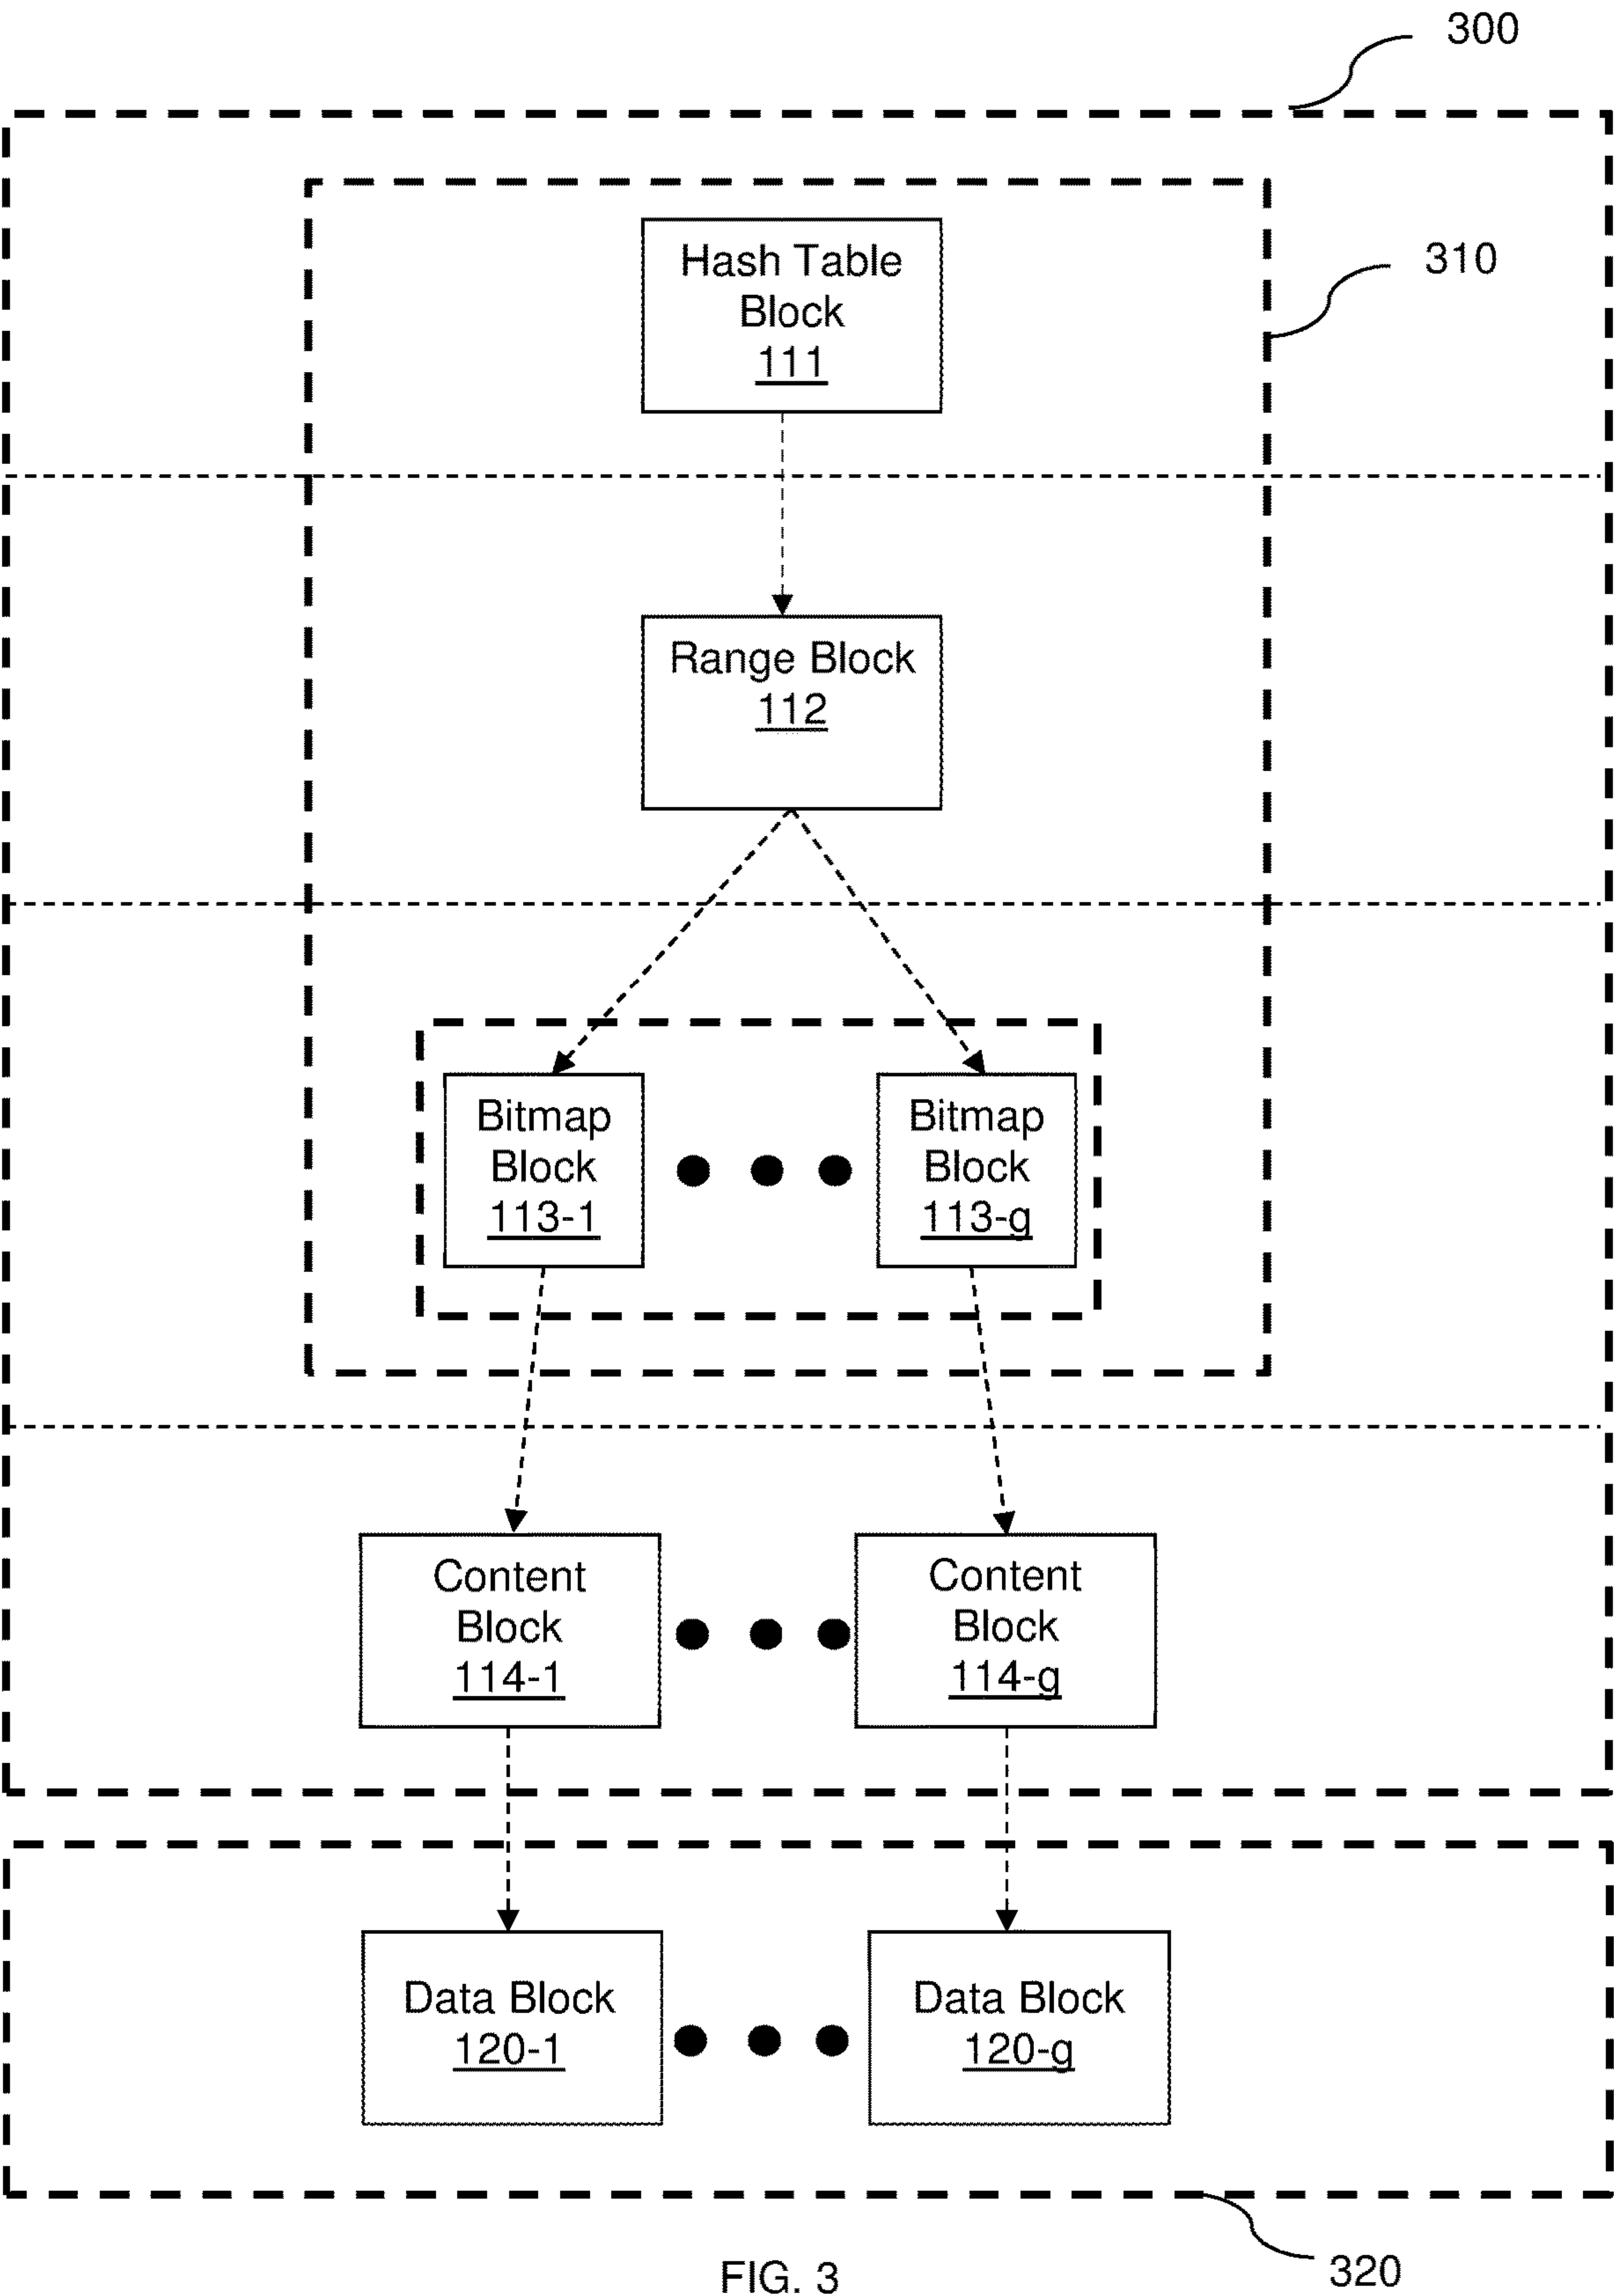 300
310
Hash Table
Block
111
Range Block
112
Bitmap
Block
113-1
Bitmap
Block
113-g
Content
Block
114-1
Content
Block
114-g
Data Block
120-1
Data Block
120-g
320
FIG. 3